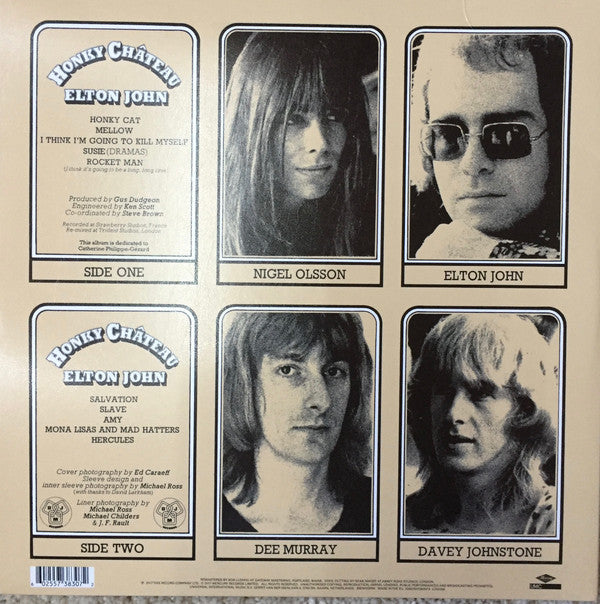 HONKY CHÂTEAU
ELTON JOHN
HONKY CAT
MELLOW
I THINK I'M GOING TO KILL MYSELF
SUSIE (DRAMAS)
ROCKET MAN
(I think it's going to be a long, long time)
Produced by Gus Dudgeon
Engineered by Ken Scott
Co-ordinated by Steve Brown
Recorded at Strawberry Studios, France
Re-mixed at Trident Studios, London
This album is dedicated to
Catherine Philippe-Gérard
SIDE ONE
NIGEL OLSSON
ELTON JOHN
HONKY CHÂTEAU
ELTON JOHN
SALVATION
SLAVE
AMY
MONA LISAS AND MAD HATTERS
HERCULES
Cover photography by Ed Caraeff
Sleeve design and
inner sleeve photography by Michael Ross
(with thanks to David Larkham)
Liner photography by
Michael Ross
Michael Childers
& J. F. Rault
SIDE TWO
DEE MURRAY
DAVEY JOHNSTONE
6 02557 38307 2